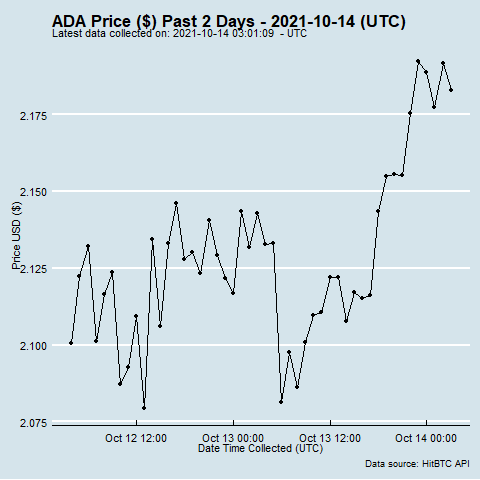 ADA Price ($) Past 2 Days - 2021-10-14 (UTC)
Latest data collected on: 2021-10-14 03:01:09 - UTC
2.175
2.150
2.125
2.100
2.075
Price USD ($)
Oct 12 12:00
Oct 13 00:00
Oct 13 12:00
Oct 14 00:00
Date Time Collected (UTC)
Data source: HitBTC API